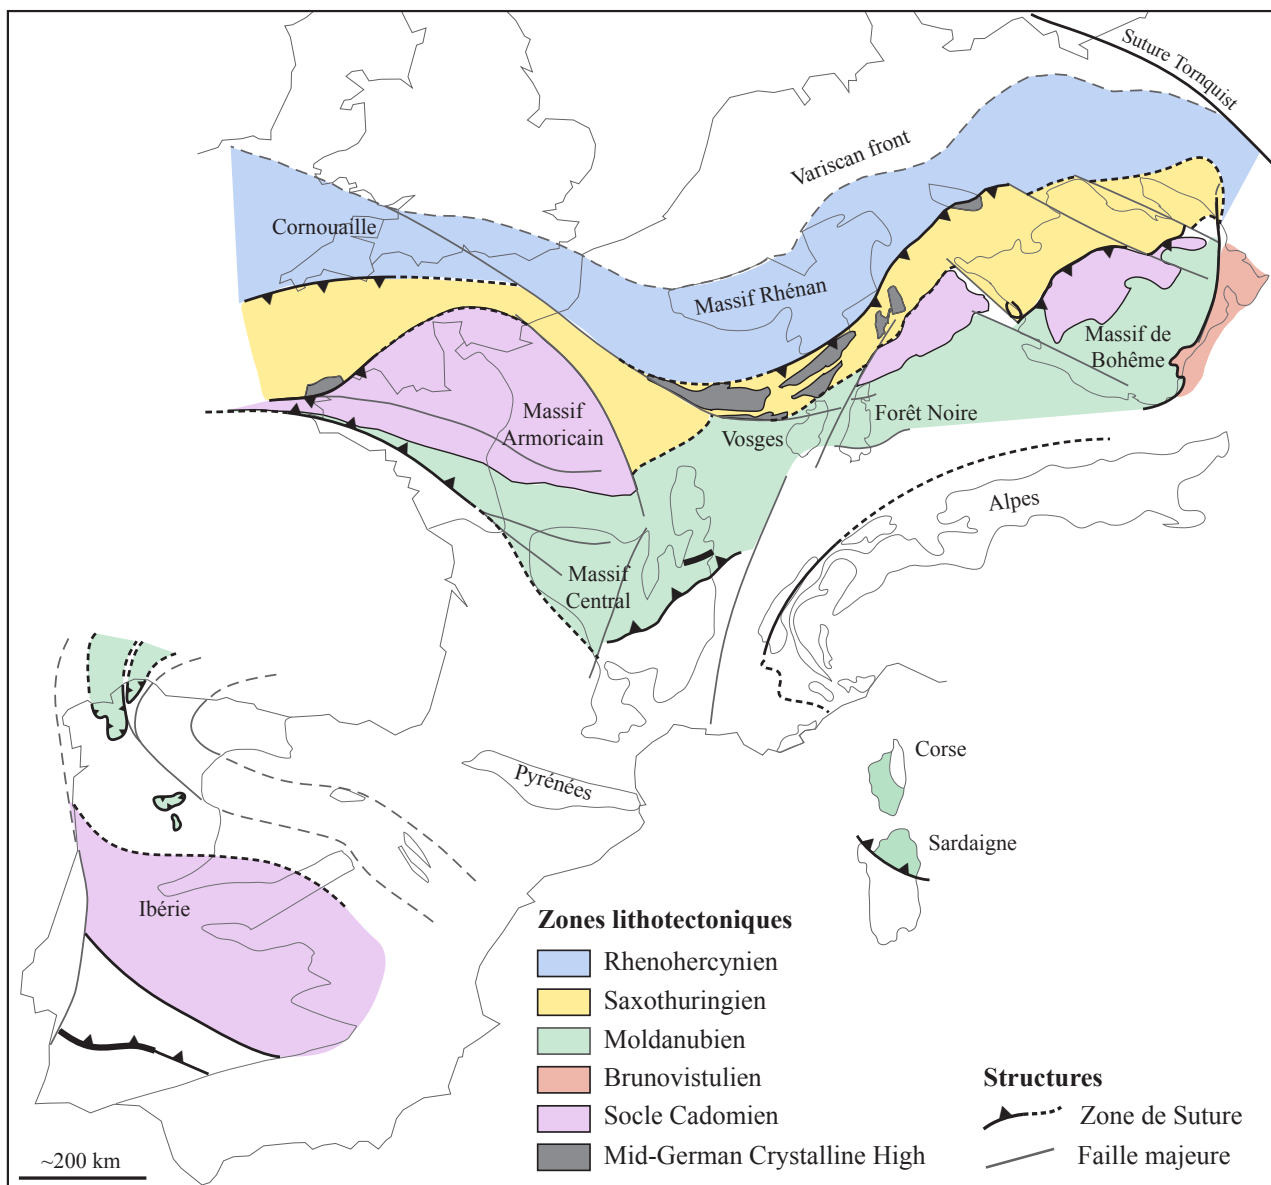 Suture Tornquist
Variscan front
Cornouaille
Massif Rhénan
Massif de
Bohême
Massif
Armoricain
Vosges
Forêt Noire
Alpes
Massif
Central
Pyrénées
Corse
Sardaigne
Ibérie
Zones lithotectoniques
Rhenohercynien
Saxothuringien
Moldanubien
Brunovistulien
Socle Cadomien
Mid-German Crystalline High
Structures
Zone de Suture
Faille majeure
~200 km